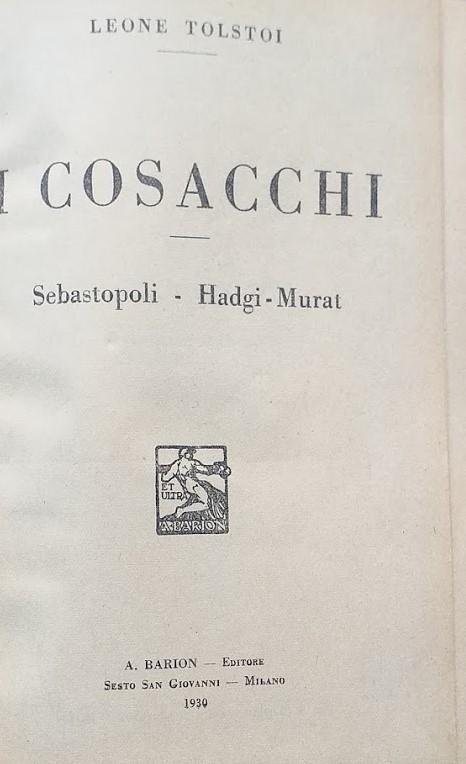 LEONE TOLSTOI
I COSACCHI
Sebastopoli - Hadgi-Murat
ET
ULTRA
A·BARION
A. BARION — EDITORE
SESTO SAN GIOVANNI — MILANO
1930